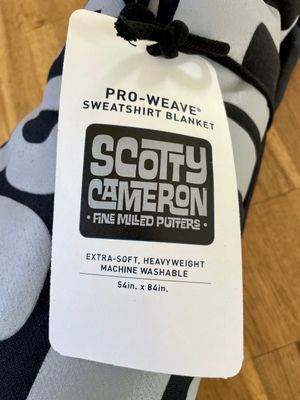 PRO-WEAVE®
SWEATSHIRT BLANKET
SCOTTY
CAMERON
• FINE MILLED PUTTERS •
EXTRA-SOFT, HEAVYWEIGHT
MACHINE WASHABLE
54in. x 84in.